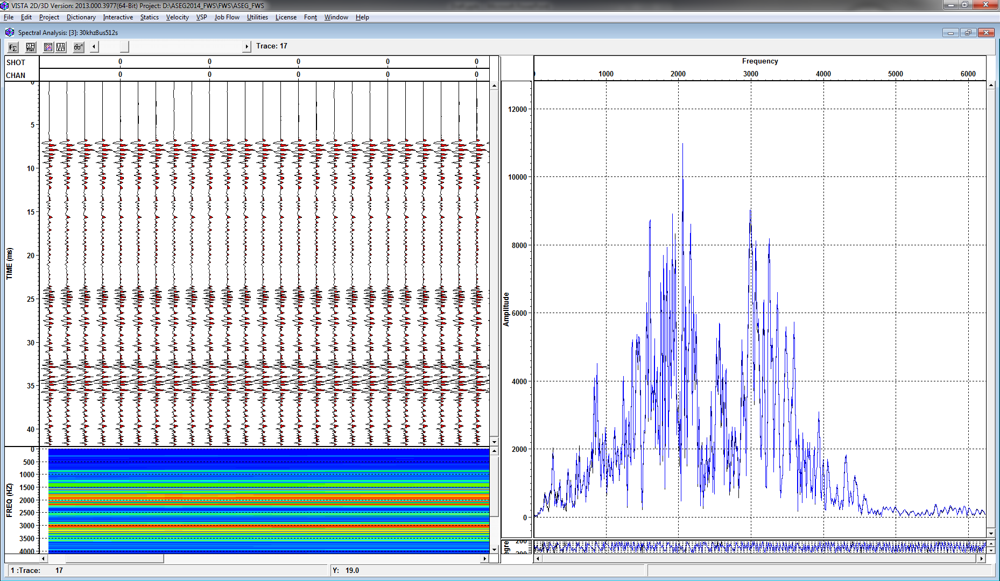 VISTA 2D/3D Version: 2013.000.3977(64-Bit) Project: D:\ASEG2014_FWS\FWS\ASEG_FWS
File Edit Project Dictionary Interactive Statics Velocity VSP Job Flow Utilities License Font Window Help
Spectral Analysis: [3]: 30khz8us512s
Trace: 17
SHOT 0 0 0 0 0
CHAN 0 0 0 0 0
0
5
10
15
20
25
30
35
40
TIME (ms)
0
500
1000
1500
2000
2500
3000
3500
4000
FREQ (HZ)
Frequency
1000 2000 3000 4000 5000 6000
12000
10000
8000
6000
4000
2000
0
Amplitude
1 :Trace: 17 Y: 19.0